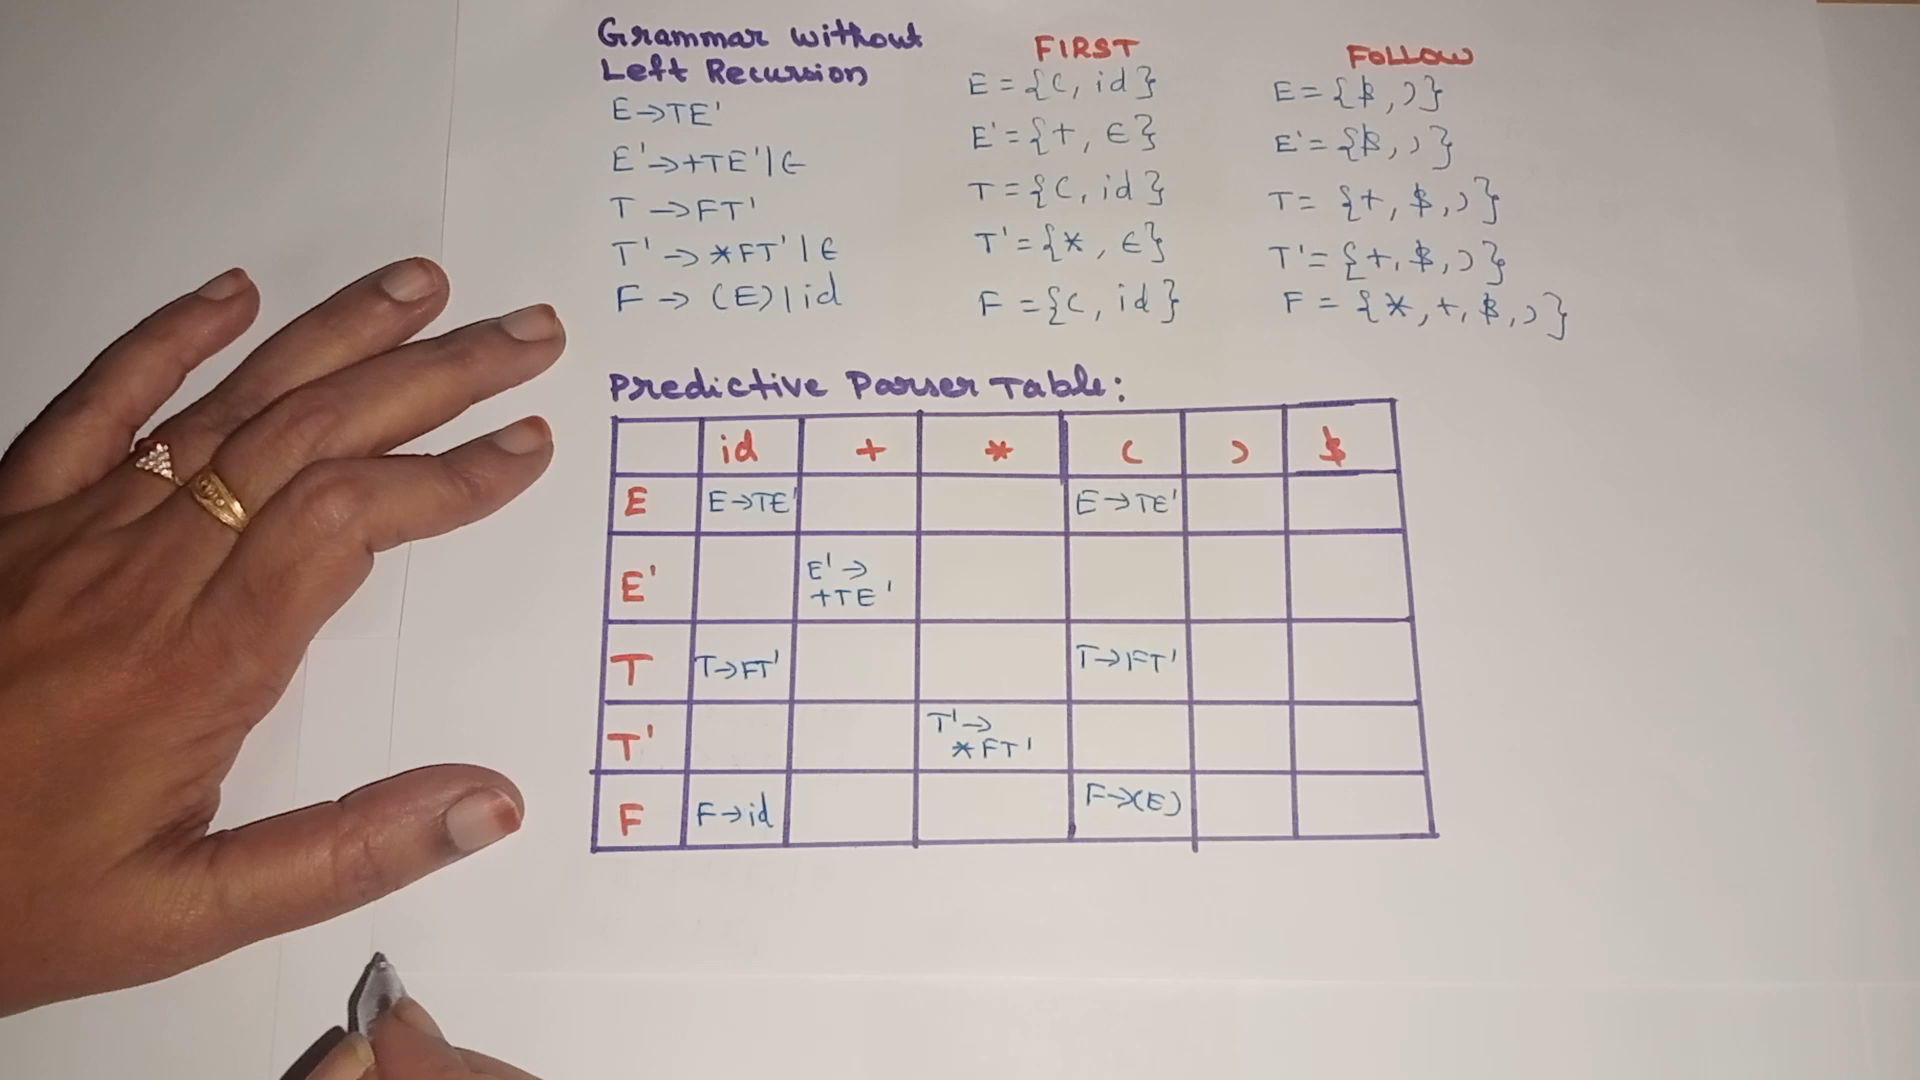 Grammar without
Left Recursion
E→TE'
E'→+TE'|ϵ
T→FT'
T'→*FT'|ϵ
F→(E)|id
FIRST
E={(, id}
E'={+, ϵ}
T={(, id}
T'={*, ϵ}
F={(, id}
FOLLOW
E={$, )}
E'={$, )}
T={+, $, )}
T'={+, $, )}
F={*, +, $, )}
Predictive Parser Table:
id + * ( ) $
E E→TE' E→TE'
E' E'→
+TE'
T T→FT' T→FT'
T' T'→
*FT'
F F→id F→(E)